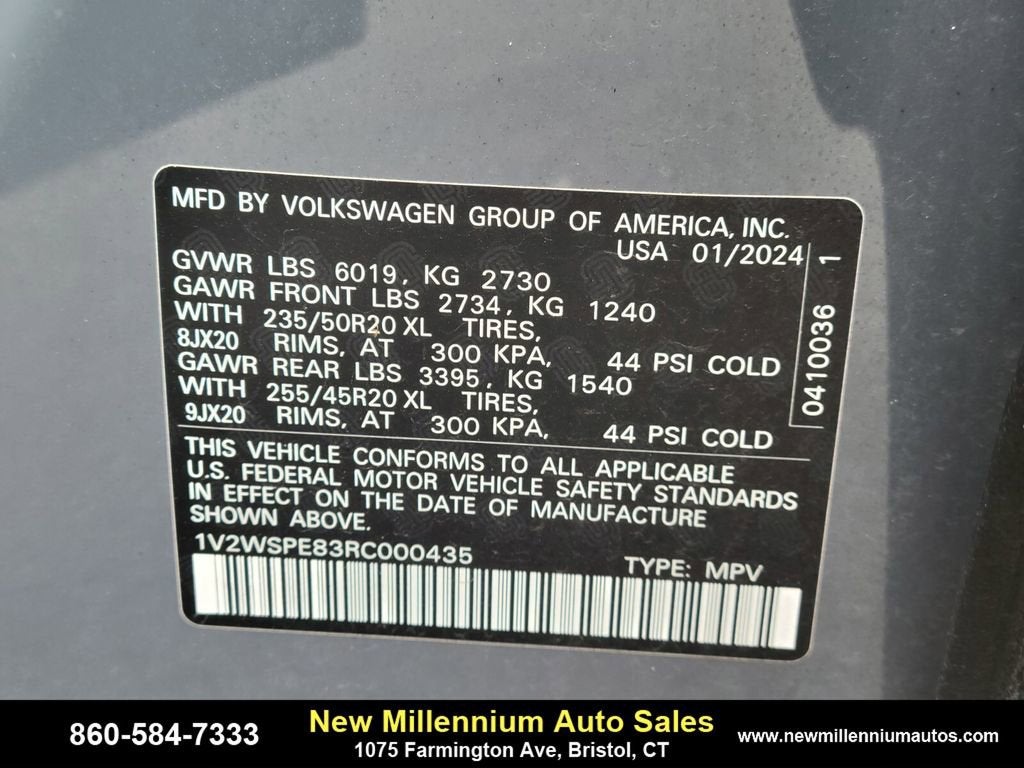 MFD BY VOLKSWAGEN GROUP OF AMERICA, INC.
USA 01/2024
GVWR LBS 6019, KG 2730
GAWR FRONT LBS 2734, KG 1240
WITH 235/50R20 XL TIRES,
8JX20 RIMS, AT 300 KPA, 44 PSI COLD
GAWR REAR LBS 3395, KG 1540
WITH 255/45R20 XL TIRES,
9JX20 RIMS, AT 300 KPA, 44 PSI COLD
0410036 1
THIS VEHICLE CONFORMS TO ALL APPLICABLE
U.S. FEDERAL MOTOR VEHICLE SAFETY STANDARDS
IN EFFECT ON THE DATE OF MANUFACTURE
SHOWN ABOVE.
1V2WSPE83RC000435 TYPE: MPV
860-584-7333
New Millennium Auto Sales
1075 Farmington Ave, Bristol, CT
www.newmillenniumautos.com